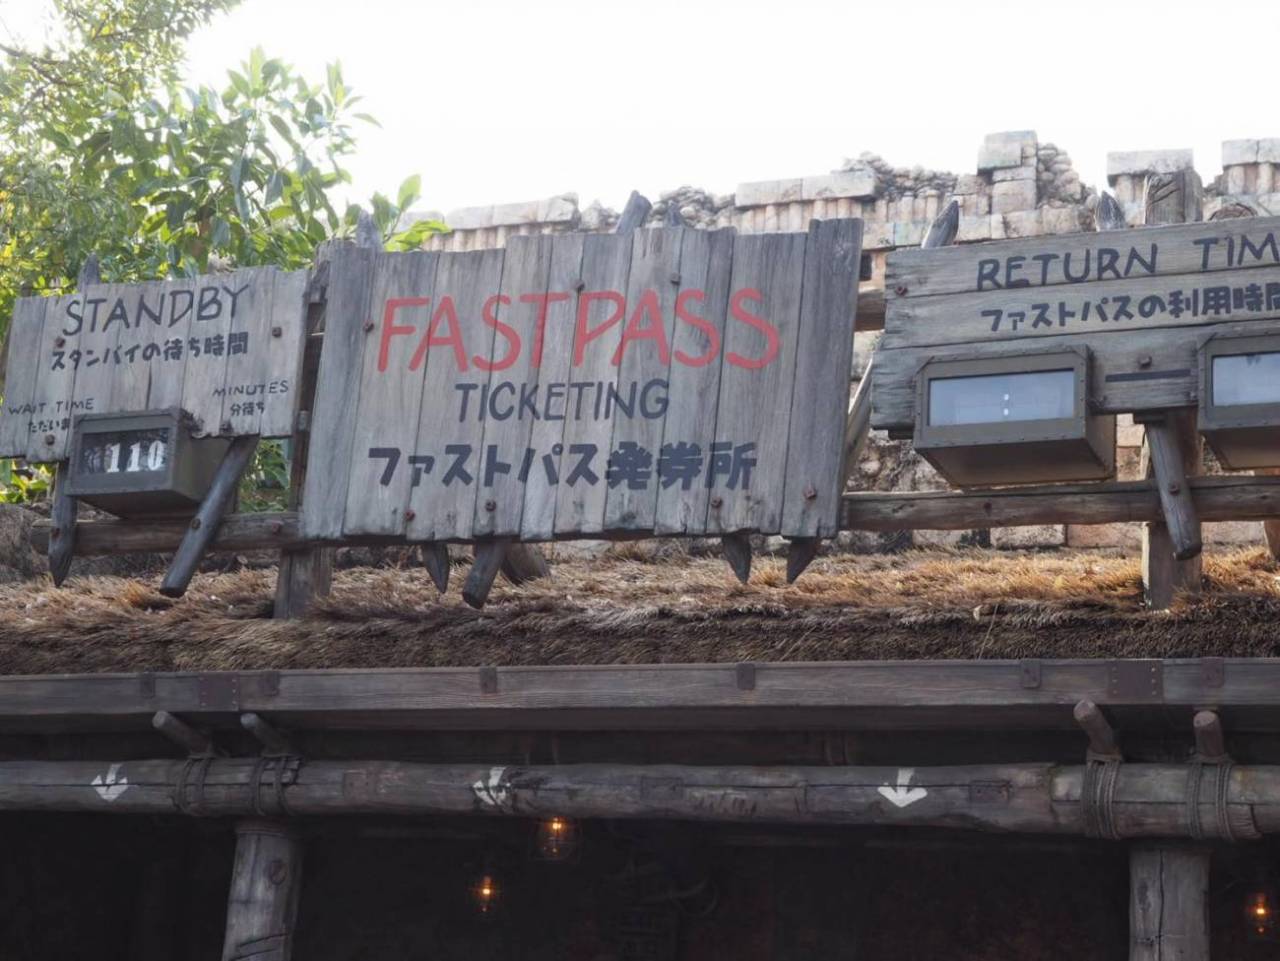 STANDBY
スタンバイの待ち時間
WAIT TIME
MINUTES
分待ち
110
FASTPASS
TICKETING
ファストパス発券所
RETURN TIM
ファストパスの利用時間
: